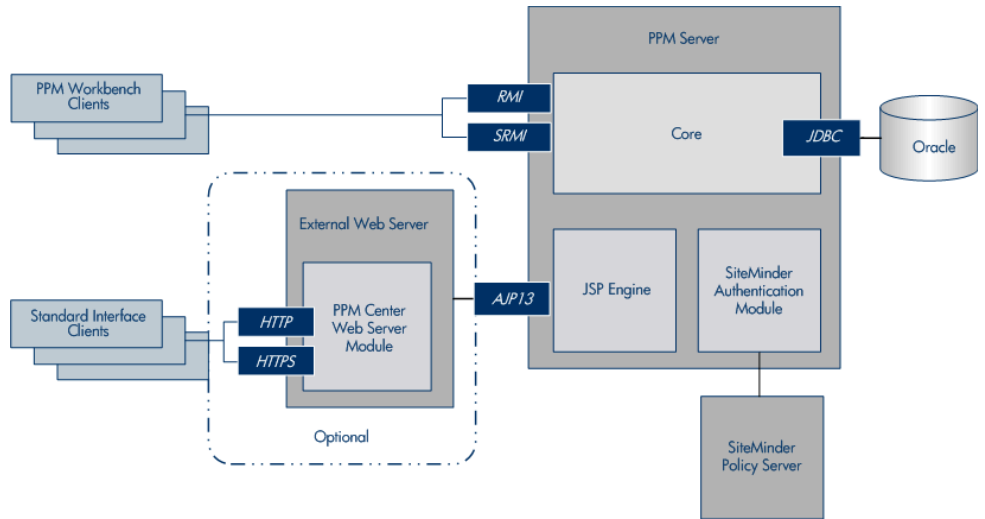 PPM Server
PPM Workbench
Clients
RMI
SRMI
Core
JDBC
Oracle
External Web Server
PPM Center
Web Server
Module
HTTP
HTTPS
Standard Interface
Clients
AJP13
JSP Engine
SiteMinder
Authentication
Module
Optional
SiteMinder
Policy Server